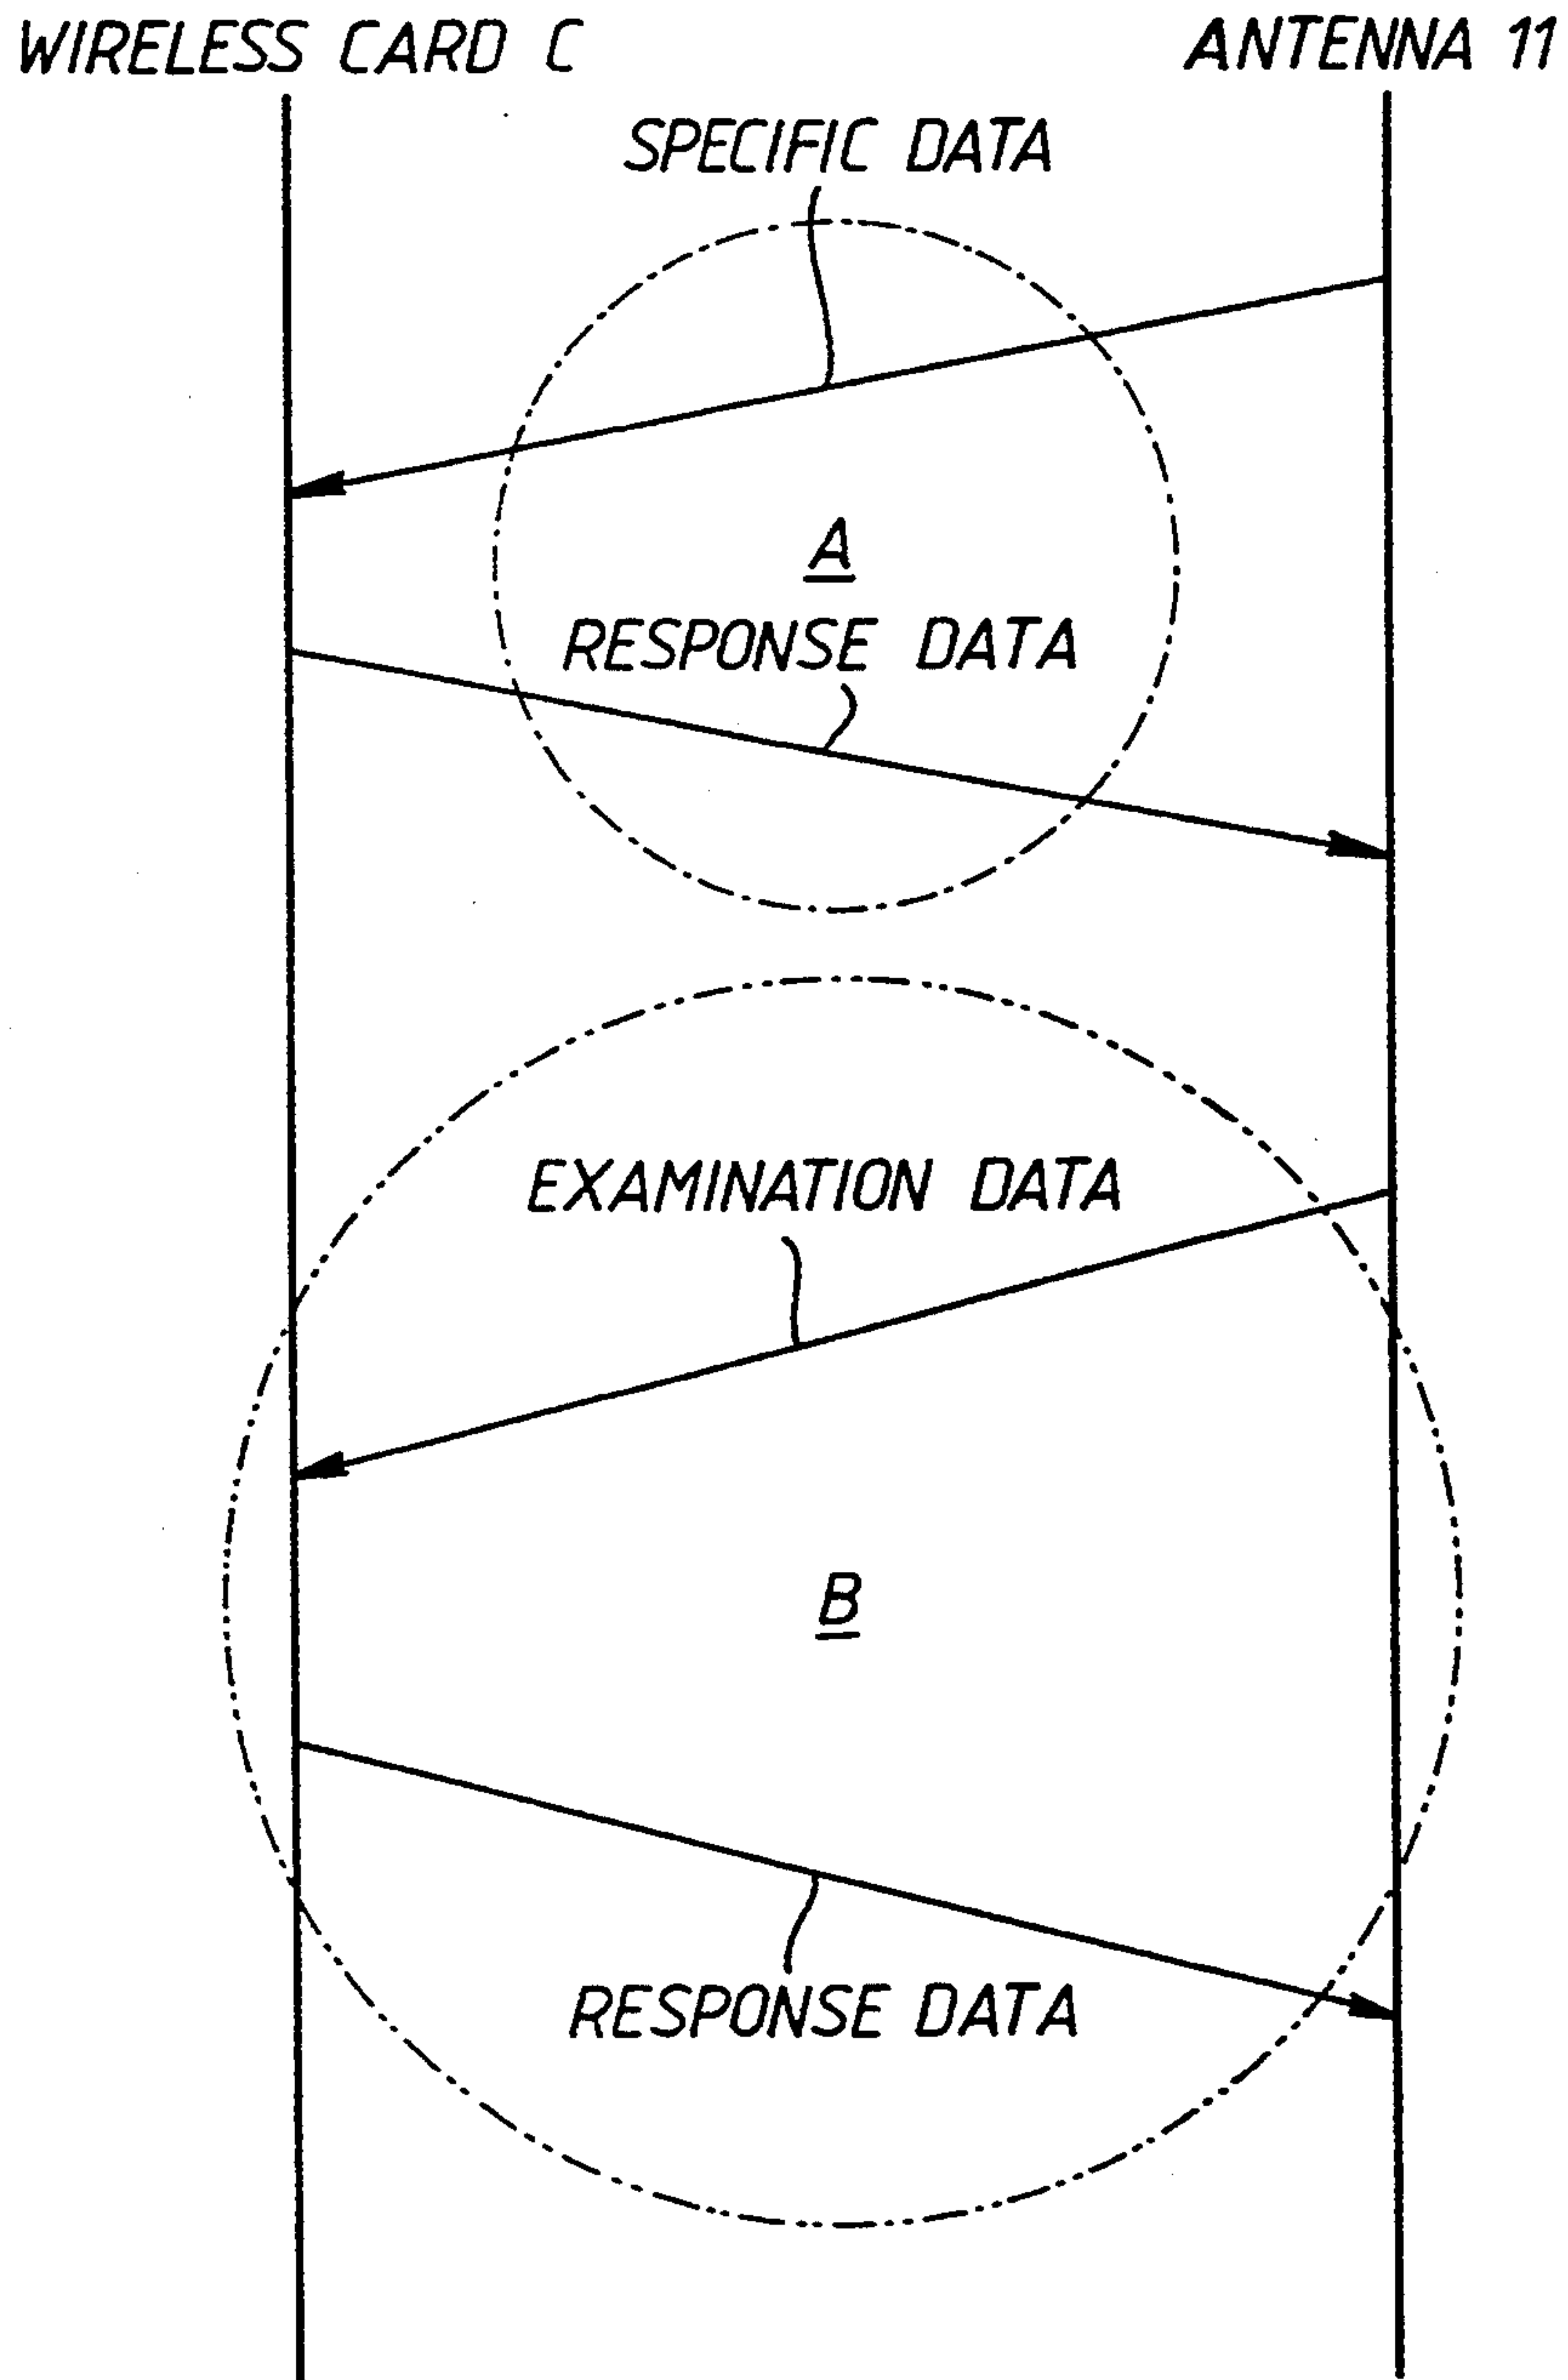 WIRELESS CARD C
ANTENNA 11
SPECIFIC DATA
A
RESPONSE DATA
EXAMINATION DATA
B
RESPONSE DATA